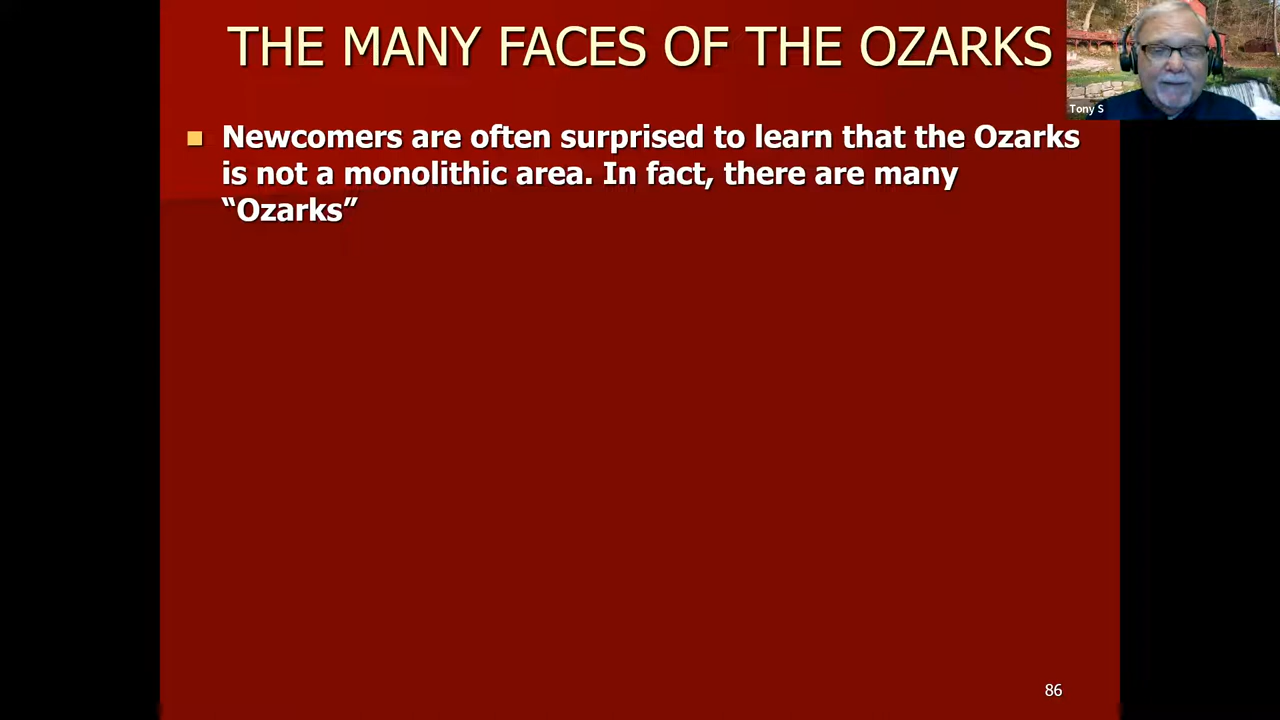 THE MANY FACES OF THE OZARKS
Tony S
Newcomers are often surprised to learn that the Ozarks
is not a monolithic area. In fact, there are many
“Ozarks”
86